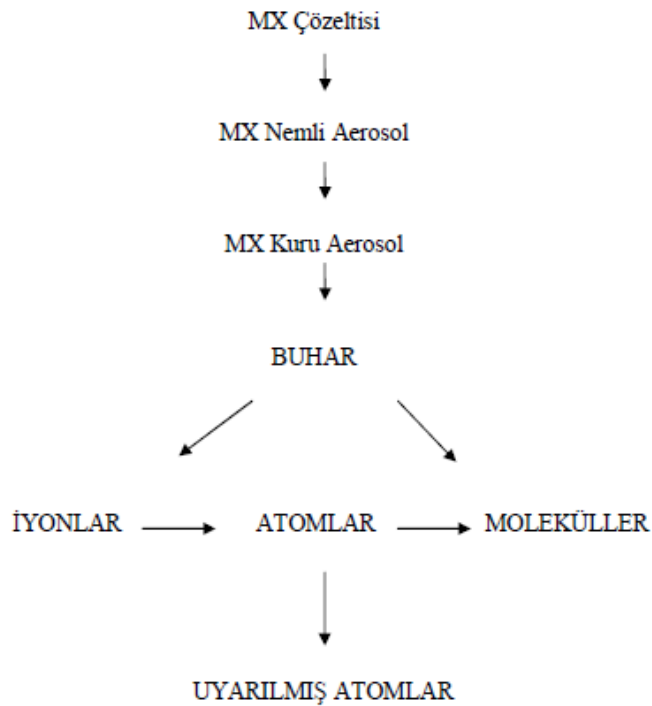 MX Çözeltisi
MX Nemli Aerosol
MX Kuru Aerosol
BUHAR
İYONLAR ATOMLAR MOLEKÜLLER
UYARILMIŞ ATOMLAR